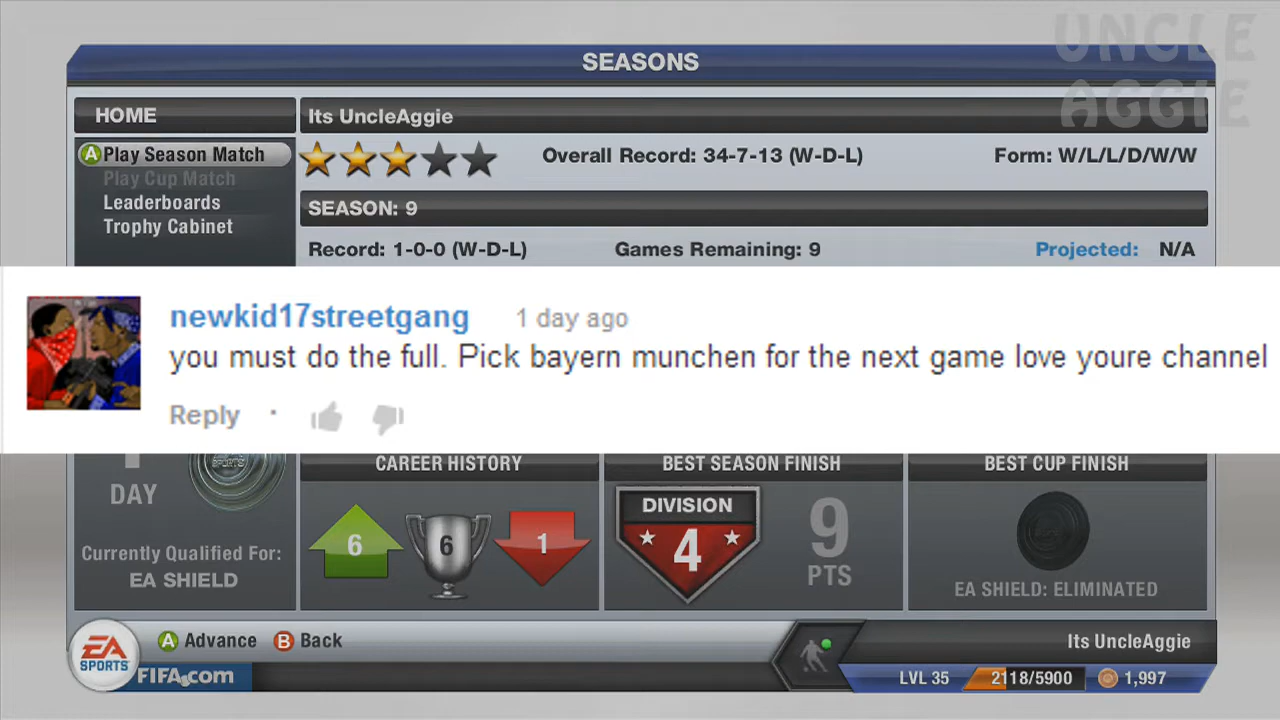 UNCLE
AGGIE
SEASONS
HOME
Its UncleAggie
A Play Season Match
Overall Record: 34-7-13 (W-D-L)
Form: W/L/L/D/W/W
Play Cup Match
Leaderboards
SEASON: 9
Trophy Cabinet
Record: 1-0-0 (W-D-L)
Games Remaining: 9
Projected: N/A
newkid17streetgang 1 day ago
you must do the full. Pick bayern munchen for the next game love youre channel
Reply
CAREER HISTORY
BEST SEASON FINISH
BEST CUP FINISH
DAY
DIVISION
4
9
PTS
6
6
1
Currently Qualified For:
EA SHIELD
EA SHIELD: ELIMINATED
A Advance B Back
Its UncleAggie
EA
SPORTS
FIFA.com
LVL 35
2118/5900
1,997